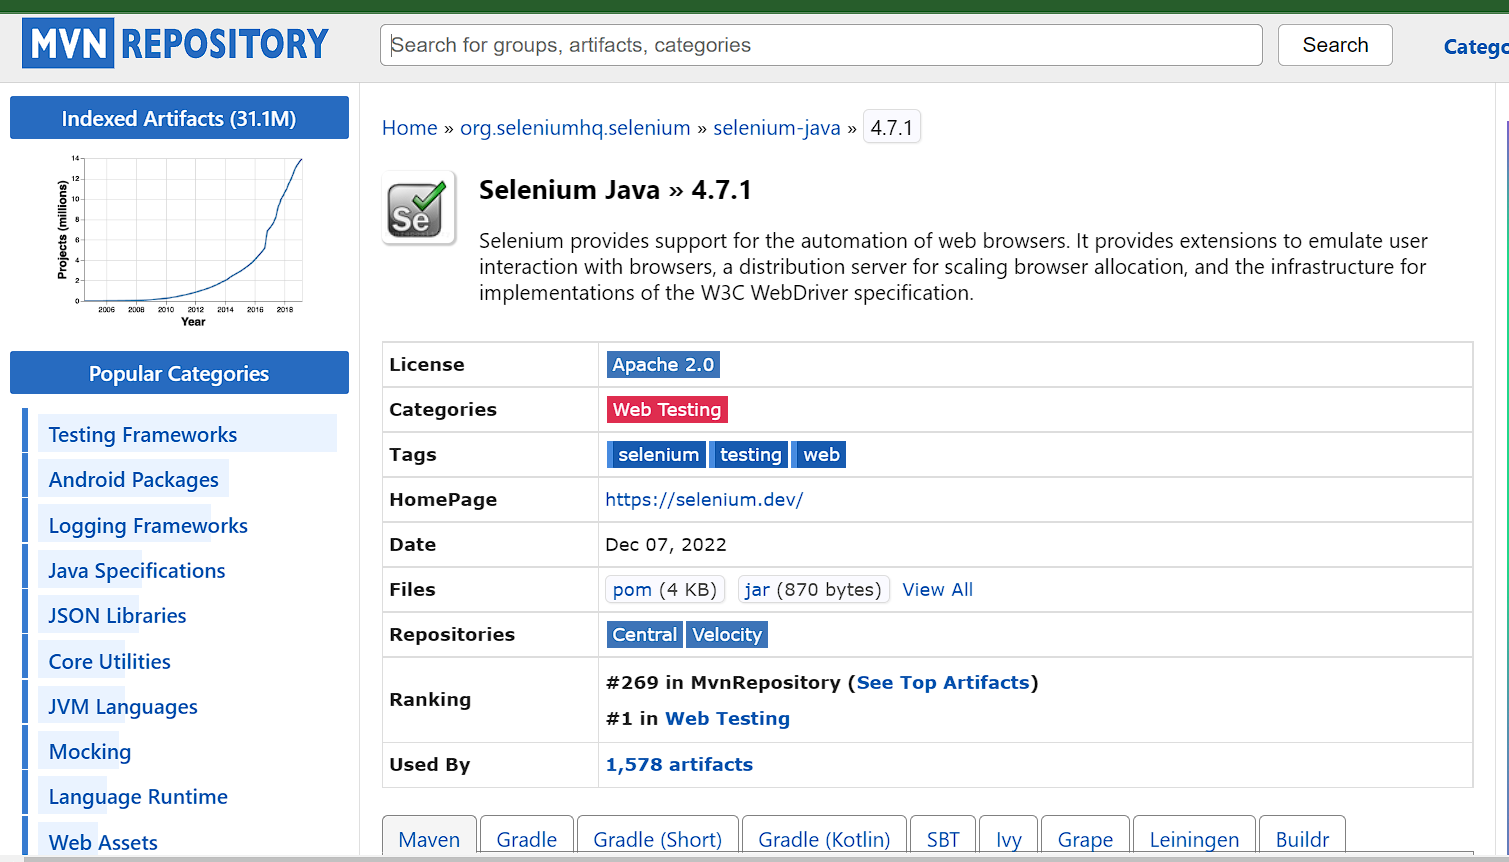 MVN REPOSITORY
Search for groups, artifacts, categories
Search
Indexed Artifacts (31.1M)
14
12
10
8
6
4
2
0
Projects (millions)
2006 2008 2010 2012 2014 2016 2018
Year
Popular Categories
Testing Frameworks
Android Packages
Logging Frameworks
Java Specifications
JSON Libraries
Core Utilities
JVM Languages
Mocking
Language Runtime
Web Assets
Home » org.seleniumhq.selenium » selenium-java » 4.7.1
Se
Selenium Java » 4.7.1
Selenium provides support for the automation of web browsers. It provides extensions to emulate user
interaction with browsers, a distribution server for scaling browser allocation, and the infrastructure for
implementations of the W3C WebDriver specification.
License Apache 2.0
Categories Web Testing
Tags selenium testing web
HomePage https://selenium.dev/
Date Dec 07, 2022
Files pom (4 KB) jar (870 bytes) View All
Repositories Central Velocity
Ranking
#269 in MvnRepository (See Top Artifacts)
#1 in Web Testing
Used By 1,578 artifacts
Maven Gradle Gradle (Short) Gradle (Kotlin) SBT Ivy Grape Leiningen Buildr